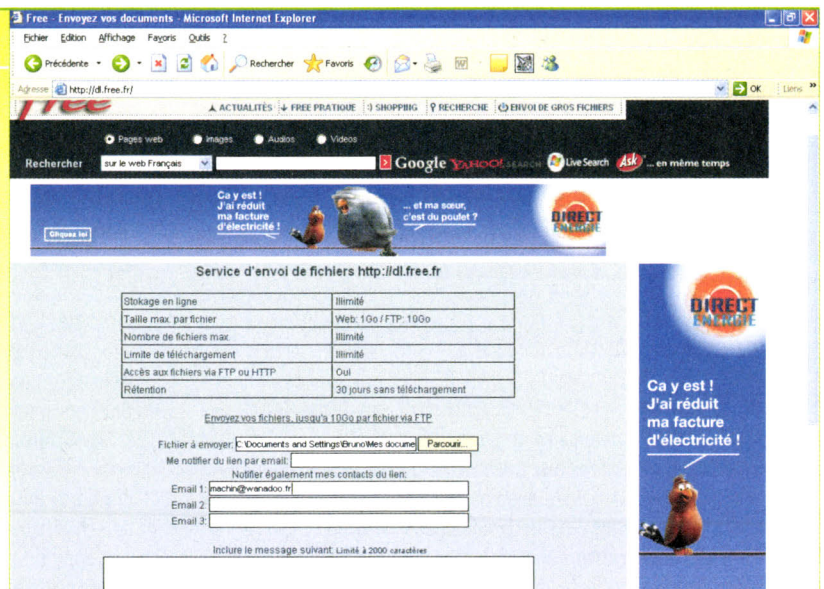 Free - Envoyez vos documents - Microsoft Internet Explorer
Fichier Edition Affichage Favoris Outils ?
Précédente Rechercher Favoris
Adresse http://dl.free.fr/ OK Liens »
free ACTUALITÉS FREE PRATIQUE SHOPPING RECHERCHE ENVOI DE GROS FICHIERS
Pages web Images Audios Videos
Rechercher sur le web Français Google YAHOO! SEARCH Live Search Ask ... en même temps
Cliquez ici
Ca y est !
J'ai réduit
ma facture
d'électricité !
... et ma sœur,
c'est du poulet ?
DIRECT
ENERGIE
Service d'envoi de fichiers http://dl.free.fr
Stokage en ligne Illimité
Taille max. par fichier Web: 1Go / FTP: 10Go
Nombre de fichiers max. Illimité
Limite de téléchargement Illimité
Accès aux fichiers via FTP ou HTTP Oui
Rétention 30 jours sans téléchargement
Envoyez vos fichiers, jusqu'a 10Go par fichier via FTP
Fichier à envoyer: C:\Documents and Settings\Bruno\Mes docume Parcourir...
Me notifier du lien par email:
Notifier également mes contacts du lien:
Email 1: machin@wanadoo.fr
Email 2:
Email 3:
Inclure le message suivant: Limité à 2000 caractères
DIRECT
ENERGIE
Ca y est !
J'ai réduit
ma facture
d'électricité !